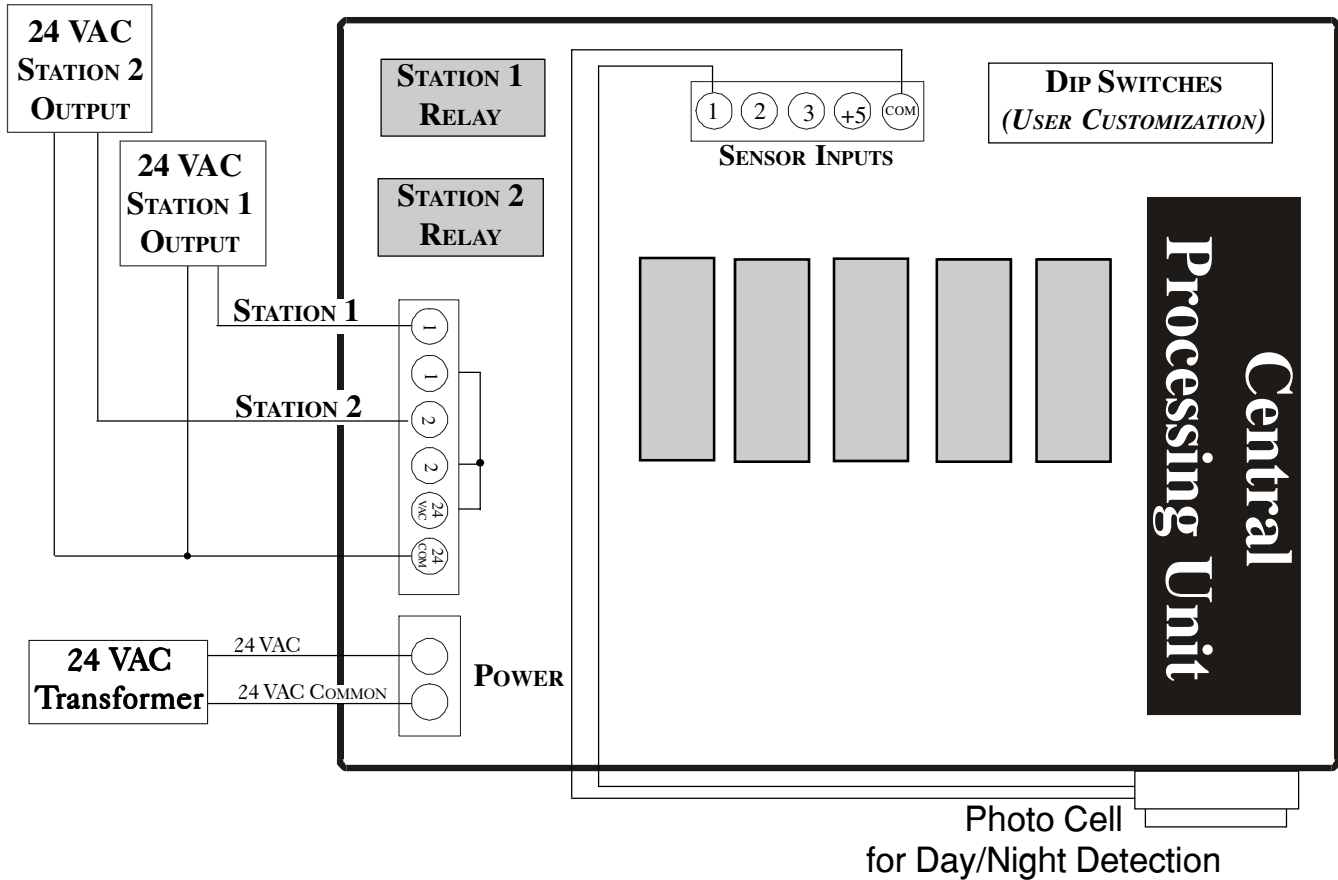 24 VAC
Station 2
Output
24 VAC
Station 1
Output
Station 1
Relay
Station 2
Relay
1
2
3
+5
COM
Sensor Inputs
Dip Switches
(User Customization)
Station 1
Station 2
1
1
2
2
24
VAC
24
COM
24 VAC
Transformer
24 VAC
24 VAC Common
Power
Central
Processing Unit
Photo Cell
for Day/Night Detection